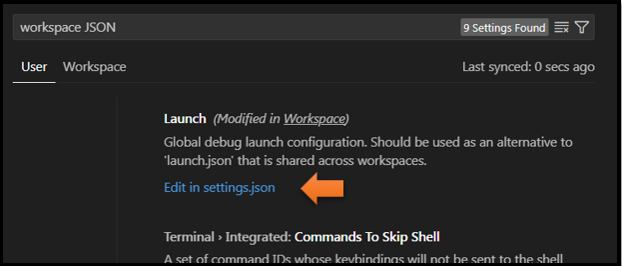 workspace JSON
9 Settings Found
User Workspace
Last synced: 0 secs ago
Launch (Modified in Workspace)
Global debug launch configuration. Should be used as an alternative to
'launch.json' that is shared across workspaces.
Edit in settings.json
Terminal › Integrated: Commands To Skip Shell
A set of command IDs whose keybindings will not be sent to the shell